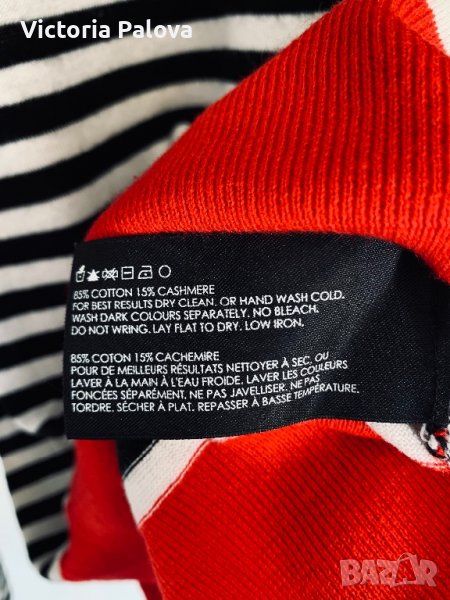 Victoria Palova
85% COTTON 15% CASHMERE
FOR BEST RESULTS DRY CLEAN. OR HAND WASH COLD.
WASH DARK COLOURS SEPARATELY. NO BLEACH.
DO NOT WRING. LAY FLAT TO DRY. LOW IRON.
85% COTON 15% CACHEMIRE
POUR DE MEILLEURS RÉSULTATS NETTOYER À SEC. OU
LAVER À LA MAIN À L'EAU FROIDE. LAVER LES COULEURS
FONCÉES SÉPARÉMENT. NE PAS JAVELLISER. NE PAS
TORDRE. SÉCHER À PLAT. REPASSER À BASSE TEMPÉRATURE.
BAZAR